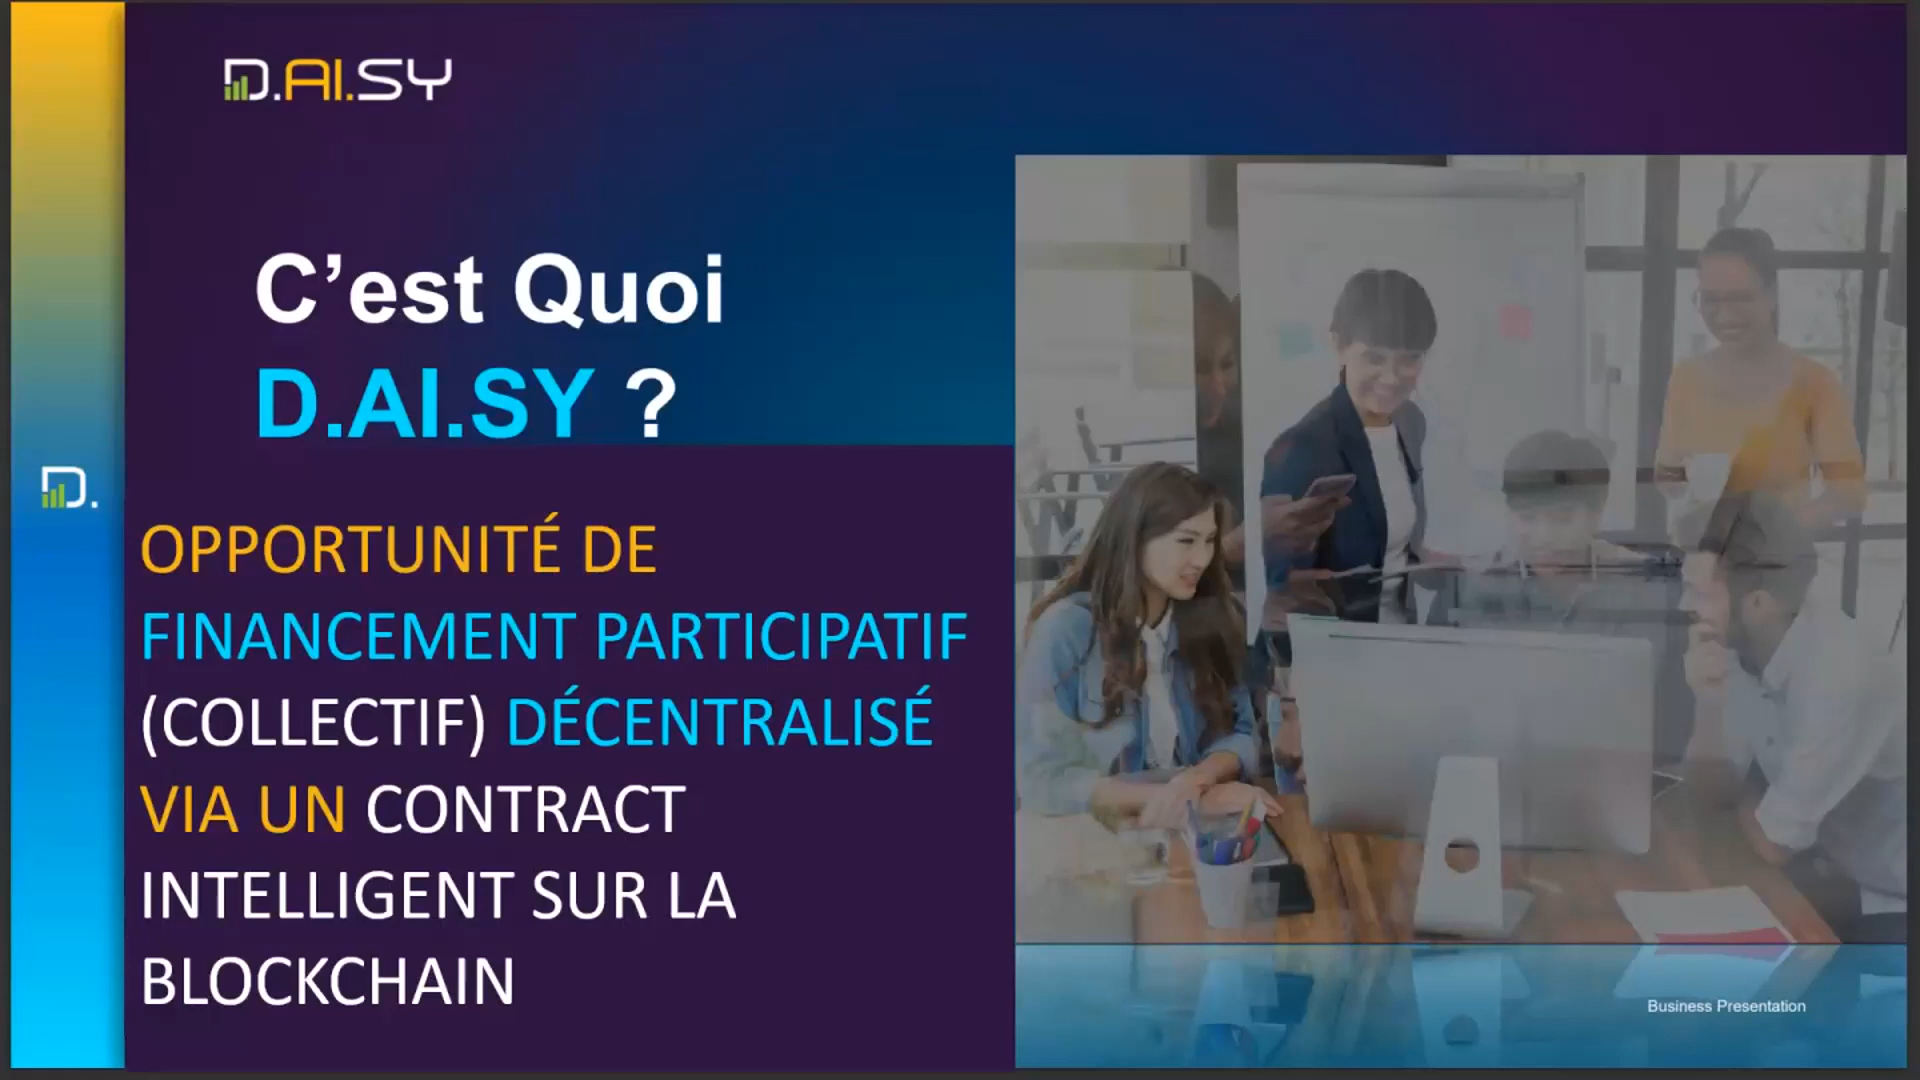 D.AI.SY
C’est Quoi
D.AI.SY ?
D.
OPPORTUNITÉ DE
FINANCEMENT PARTICIPATIF
(COLLECTIF) DÉCENTRALISÉ
VIA UN CONTRACT
INTELLIGENT SUR LA
BLOCKCHAIN
Business Presentation